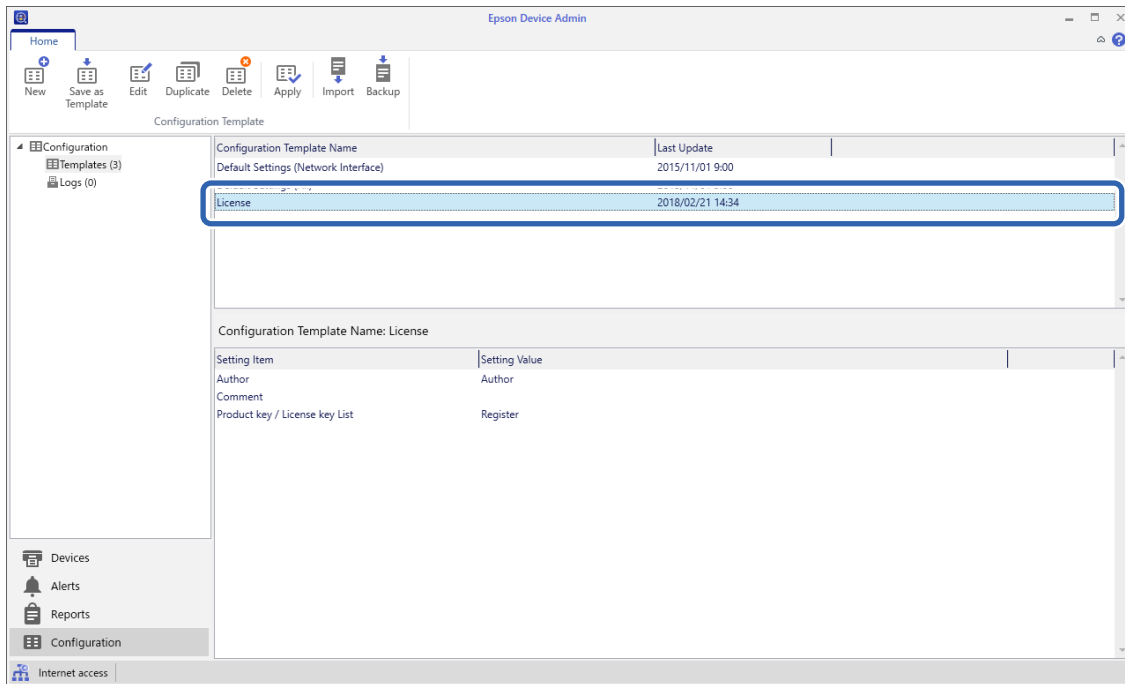 Epson Device Admin
Home
New Save as Template Edit Duplicate Delete Apply Import Backup
Configuration Template
Configuration
Templates (3)
Logs (0)
Configuration Template Name Last Update
Default Settings (Network Interface) 2015/11/01 9:00
License 2018/02/21 14:34
Configuration Template Name: License
Setting Item Setting Value
Author Author
Comment
Product key / License key List Register
Devices
Alerts
Reports
Configuration
Internet access